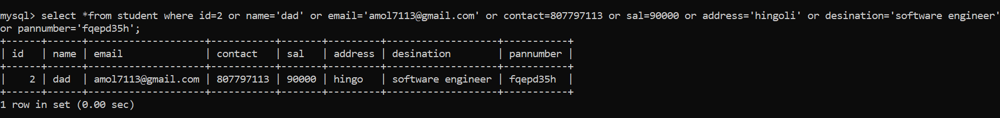 mysql> select *from student where id=2 or name='dad' or email='amol7113@gmail.com' or contact=807797113 or sal=90000 or address='hingoli' or desination='software engineer'
or pannumber='fqepd35h';
+------+------+--------------------+-----------+-------+---------+-------------------+-----------+
| id   | name | email              | contact   | sal   | address | desination        | pannumber |
+------+------+--------------------+-----------+-------+---------+-------------------+-----------+
|    2 | dad  | amol7113@gmail.com | 807797113 | 90000 | hingo   | software engineer | fqepd35h  |
+------+------+--------------------+-----------+-------+---------+-------------------+-----------+
1 row in set (0.00 sec)